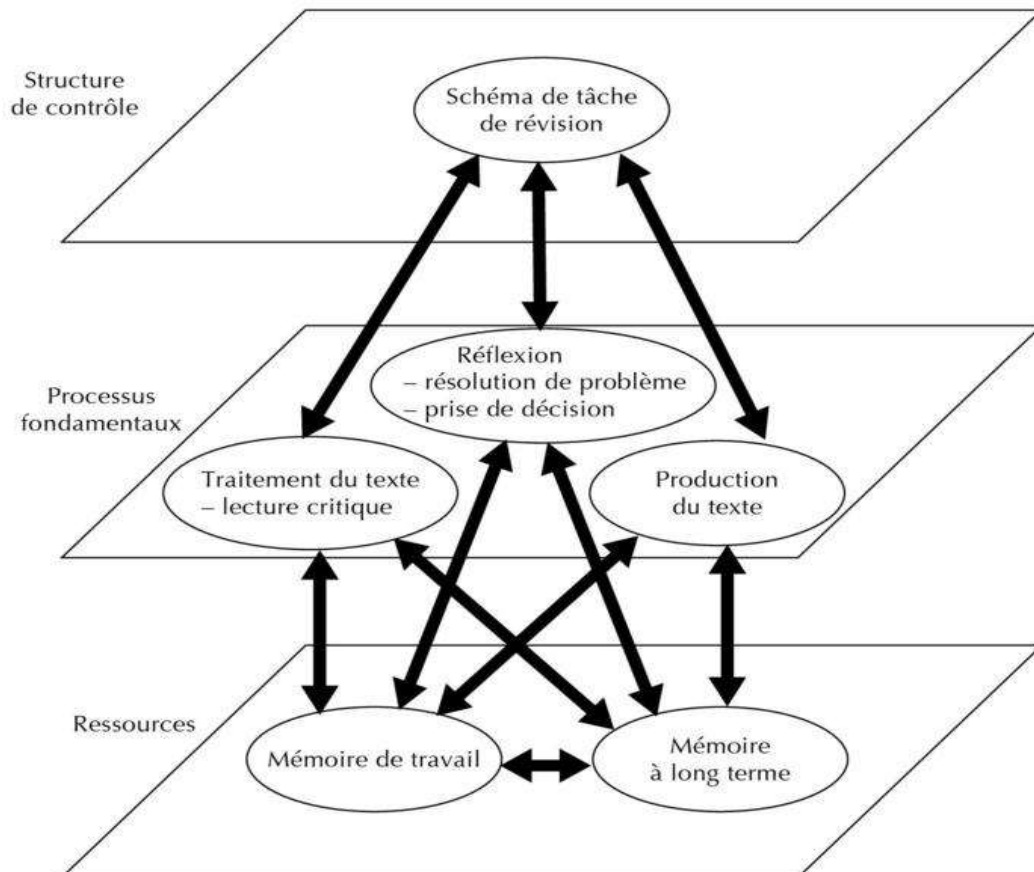 Structure
de contrôle
Schéma de tâche
de révision
Processus
fondamentaux
Réflexion
– résolution de problème
– prise de décision
Traitement du texte
– lecture critique
Production
du texte
Ressources
Mémoire de travail
Mémoire
à long terme